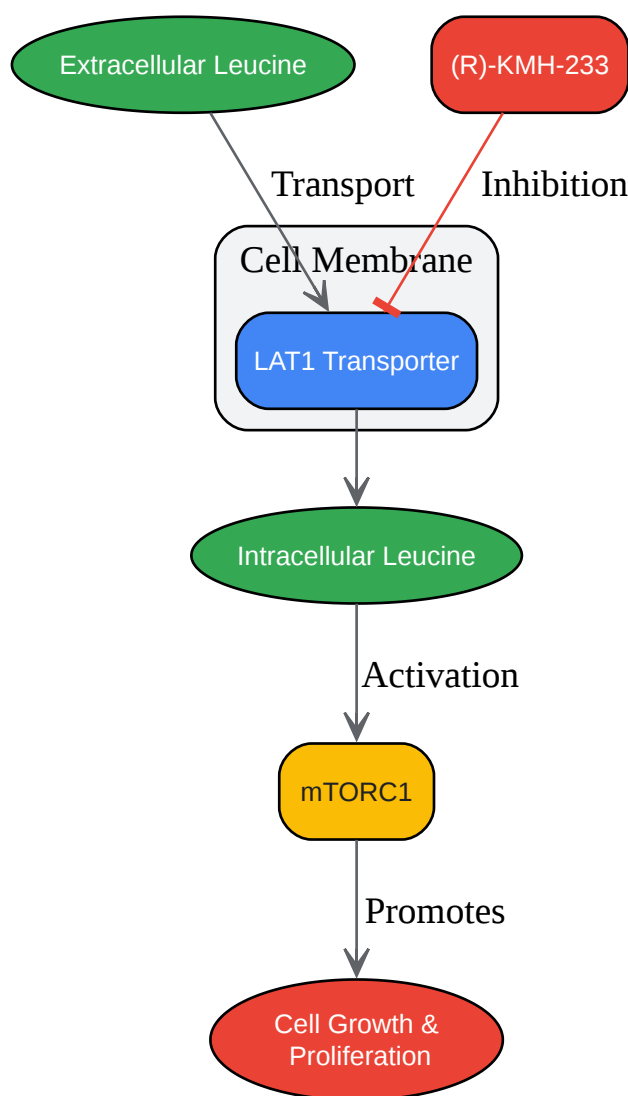 Extracellular Leucine
(R)-KMH-233
Transport
Inhibition
Cell Membrane
LAT1 Transporter
Intracellular Leucine
Activation
mTORC1
Promotes
Cell Growth &
Proliferation